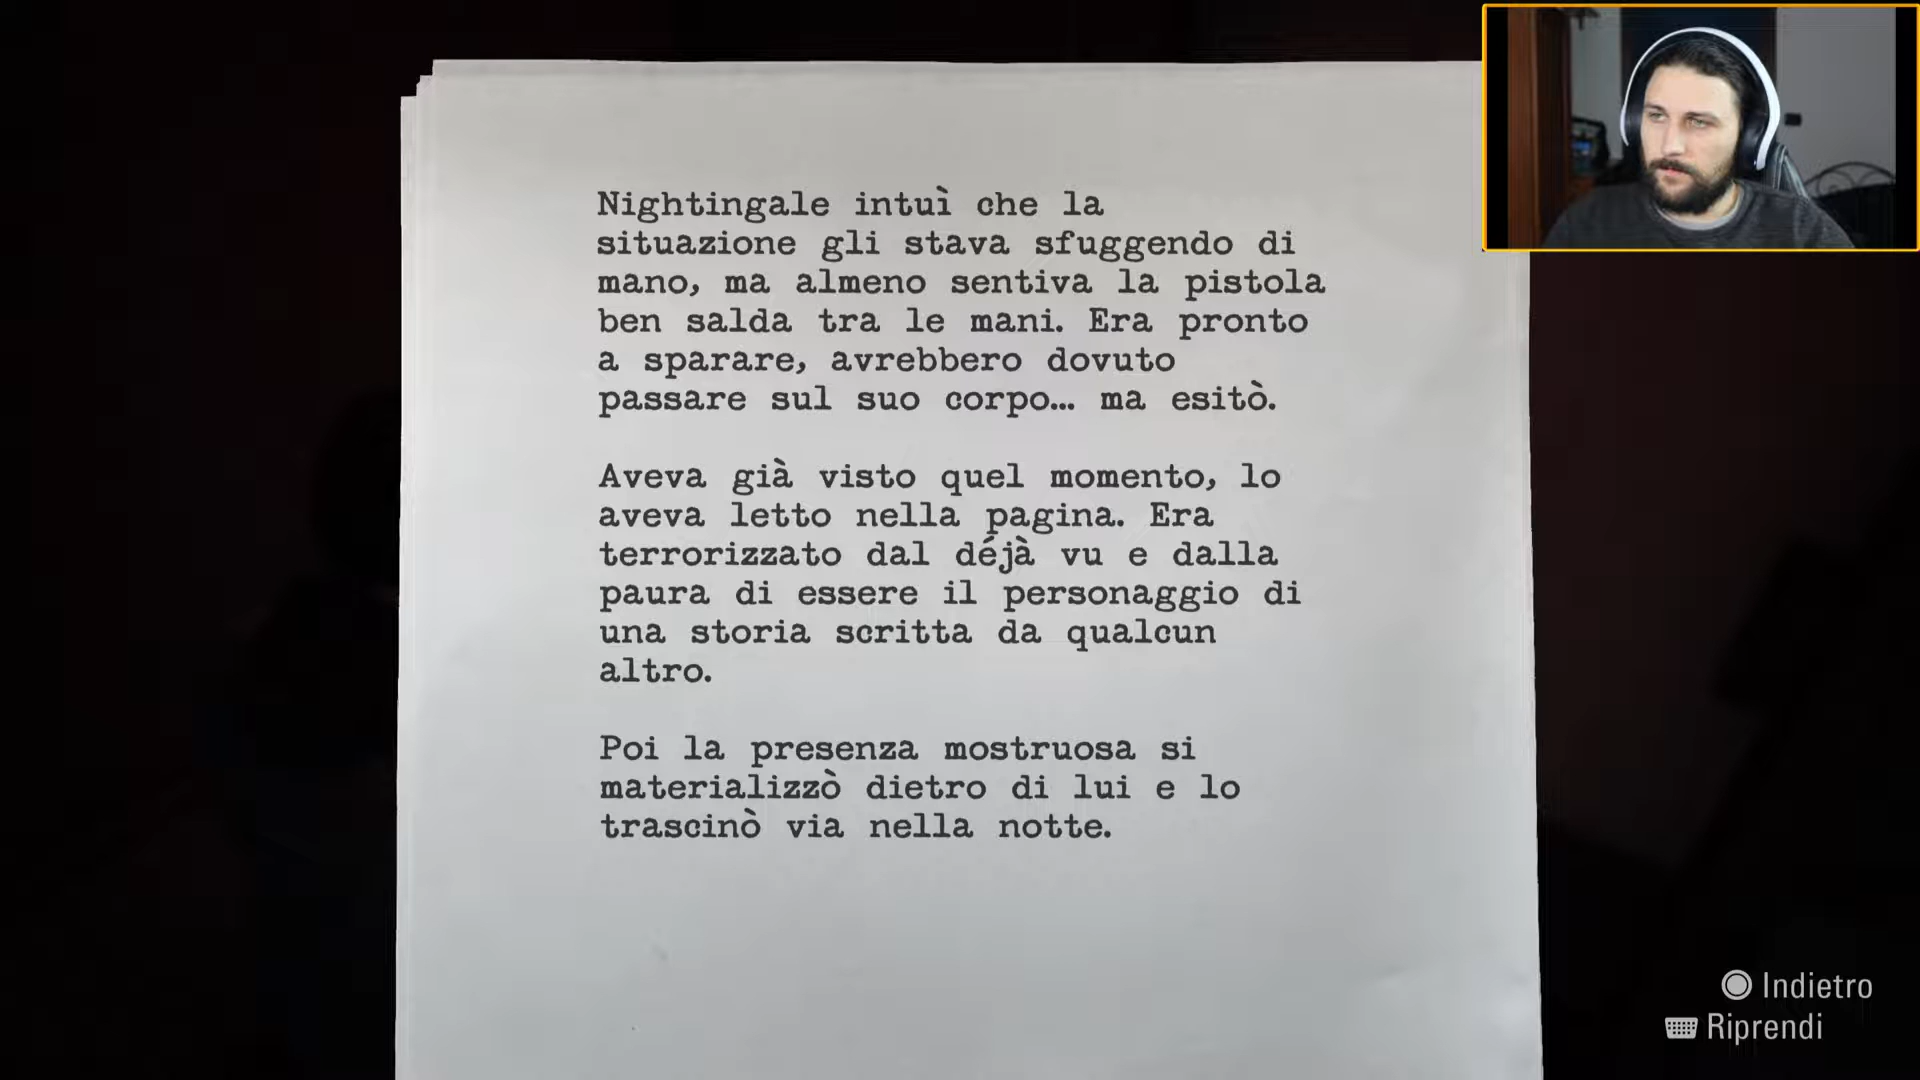 Nightingale intuì che la
situazione gli stava sfuggendo di
mano, ma almeno sentiva la pistola
ben salda tra le mani. Era pronto
a sparare, avrebbero dovuto
passare sul suo corpo… ma esitò.
Aveva già visto quel momento, lo
aveva letto nella pagina. Era
terrorizzato dal déjà vu e dalla
paura di essere il personaggio di
una storia scritta da qualcun
altro.
Poi la presenza mostruosa si
materializzò dietro di lui e lo
trascinò via nella notte.
Indietro
Riprendi